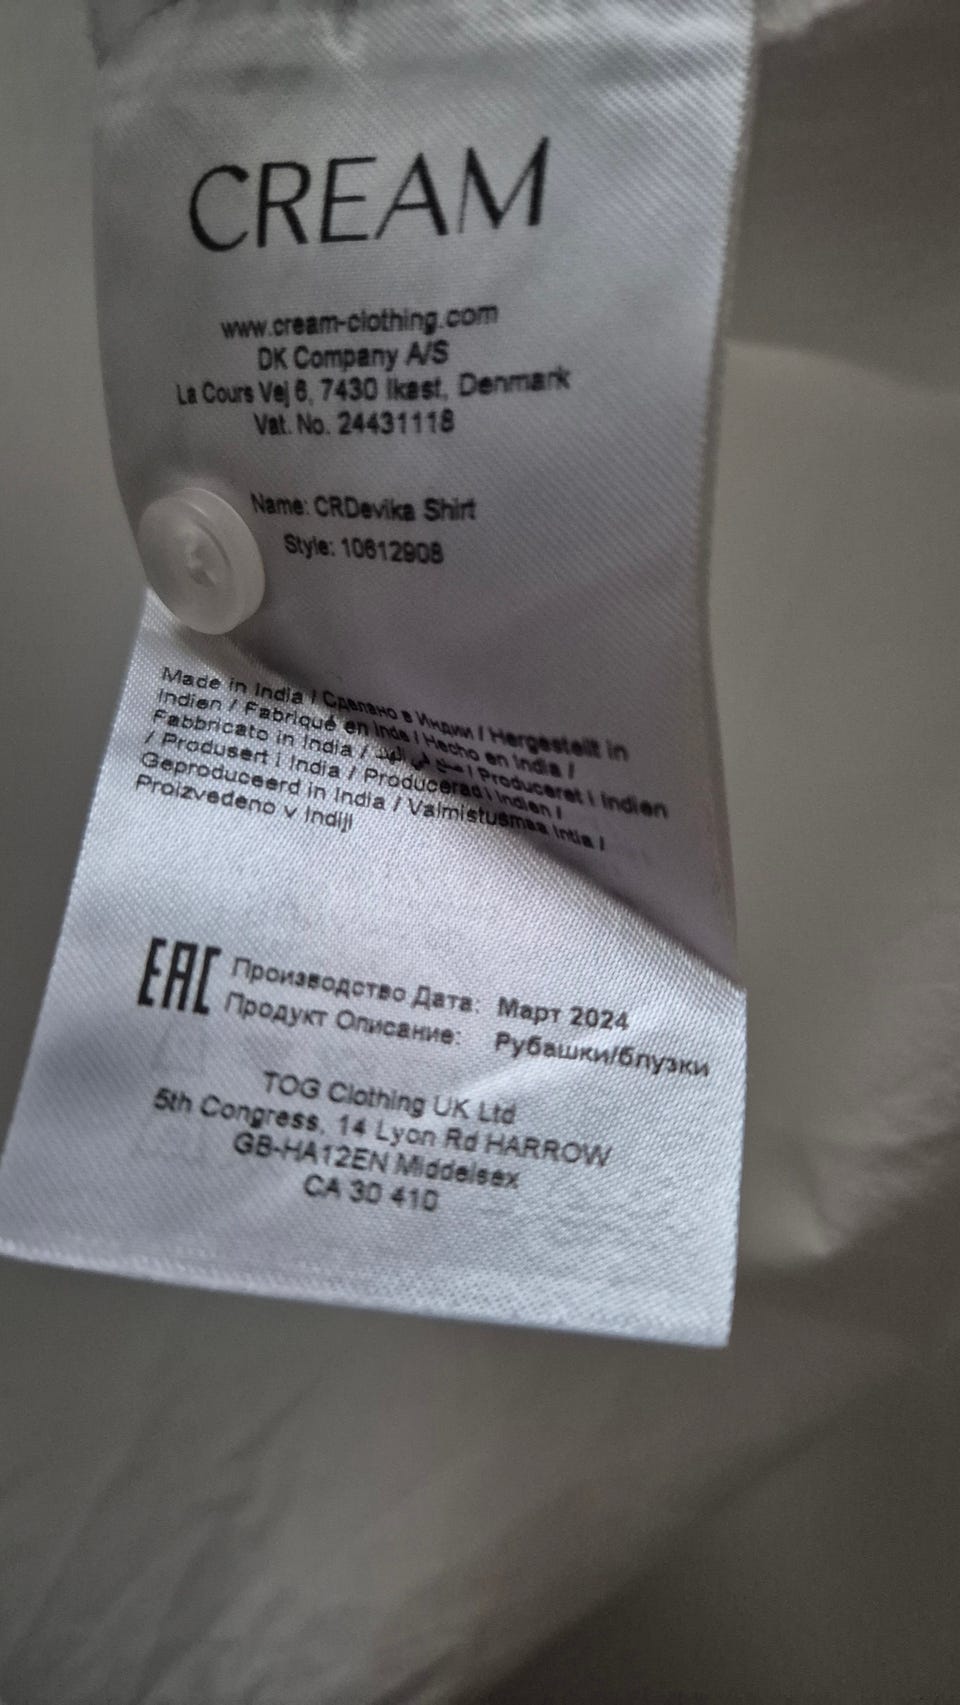 CREAM
www.cream-clothing.com
DK Company A/S
La Cours Vej 6, 7430 Ikast, Denmark
Vat. No. 24431118
Name: CRDevika Shirt
Style: 10612908
Made in India / Сделано в Индии / Hergestellt in
Indien / Fabriqué en Inde / Hecho en India /
Fabbricato in India / صنع في الهند / Produceret i Indien
/ Produsert i India / Producerad i Indien /
Geproduceerd in India / Valmistusmaa Intia /
Proizvedeno v Indiji
EAC Производство Дата: Март 2024
Продукт Описание: Рубашки/блузки
TOG Clothing UK Ltd
5th Congress, 14 Lyon Rd HARROW
GB-HA12EN Middelsex
CA 30 410